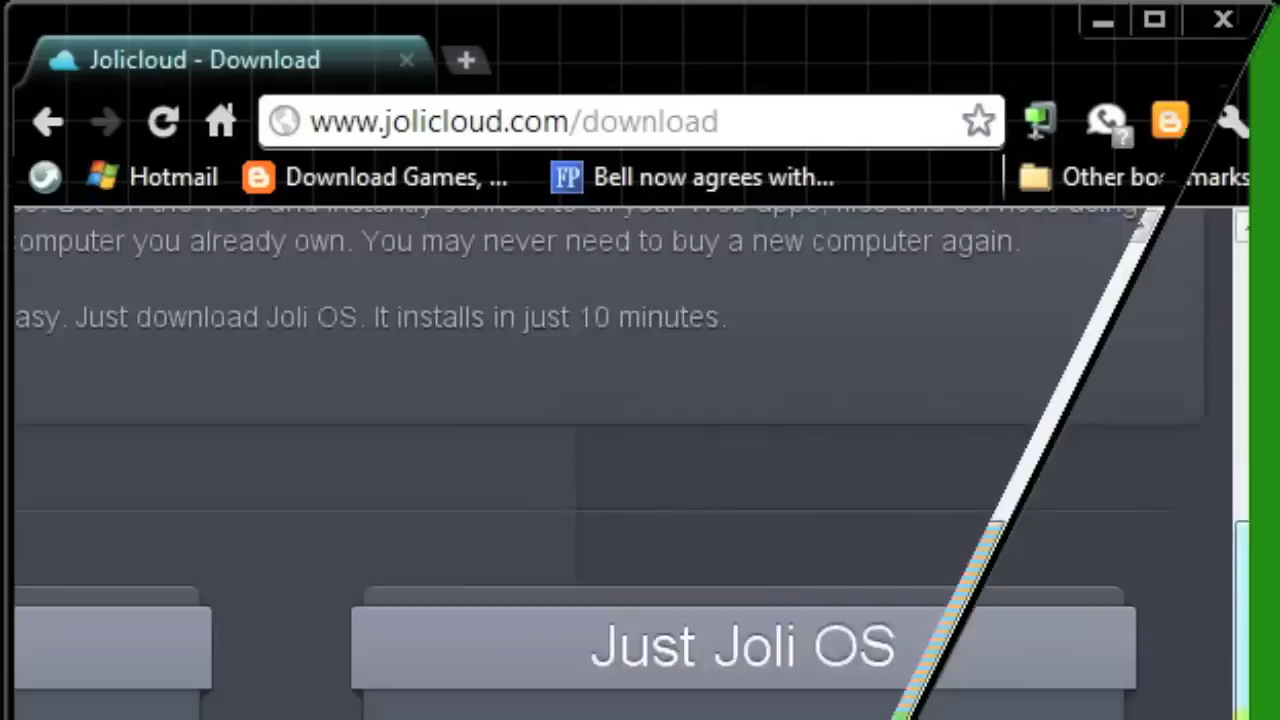 Jolicloud - Download
www.jolicloud.com/download
Hotmail
Download Games, ...
FP
Bell now agrees with...
Other bo marks
computer you already own. You may never need to buy a new computer again.
asy. Just download Joli OS. It installs in just 10 minutes.
Just Joli OS